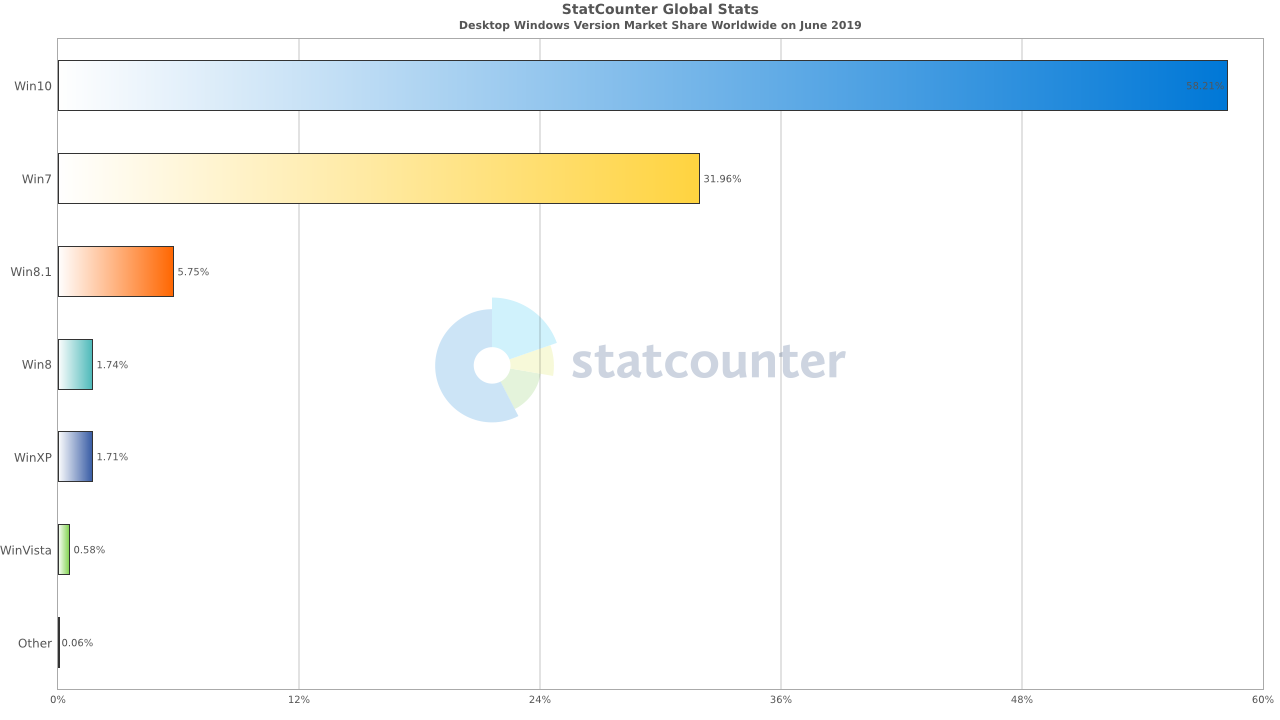 StatCounter Global Stats
Desktop Windows Version Market Share Worldwide on June 2019
Win10
58.21%
Win7
31.96%
Win8.1
5.75%
Win8
1.74%
statcounter
WinXP
1.71%
WinVista
0.58%
Other
0.06%
0% 12% 24% 36% 48% 60%